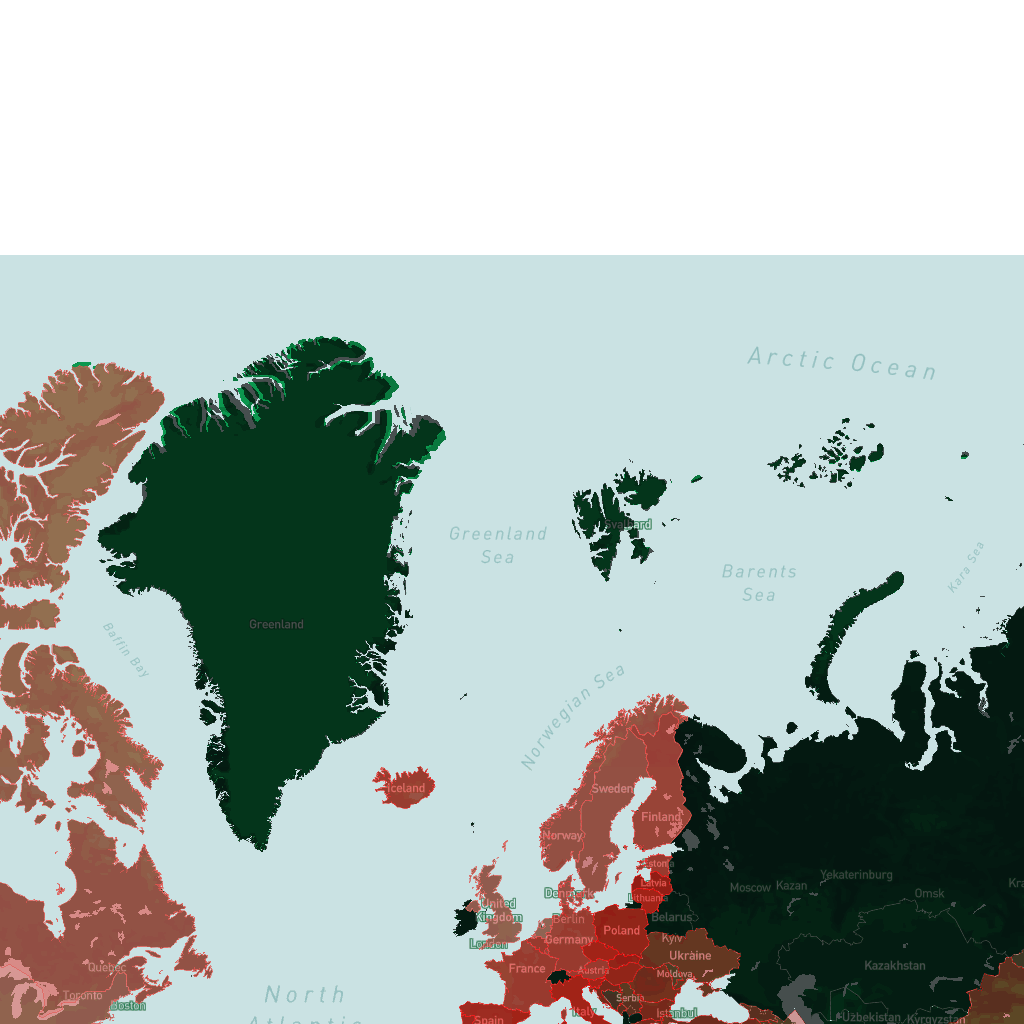 Arctic Ocean
Svalbard
Greenland
Sea
Barents
Sea
Kara Sea
Greenland
Baffin Bay
Norwegian Sea
Iceland
Sweden
Finland
Norway
Estonia
Latvia
Lithuania
Denmark
United
Kingdom
London
Berlin
Germany
Poland
Belarus
Moscow
Kazan
Yekaterinburg
Omsk
Kra
Kyiv
Ukraine
Moldova
Kazakhstan
France
Austria
Serbia
Italy
Istanbul
Spain
Uzbekistan
Kyrgyzstan
Quebec
Toronto
Boston
North
Atlantic